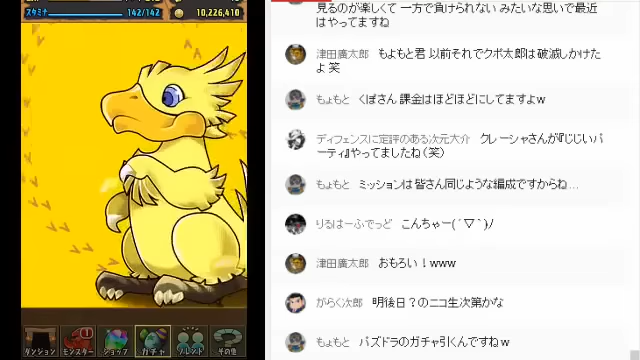 スタミナ 142/142 10,226,410
ダンジョン モンスター ショップ ガチャ フレンド その他
見るのが楽しくて 一方で負けられない みたいな思いで最近
はやってますね
津田廣太郎 もよもと君 以前それでクボ太郎は破滅しかけた
よ 笑
もょもと くぼさん 課金はほどほどにしてますよw
ディフェンスに定評のある次元大介 クレーシャさんが『じじいパ
ーティ』やってましたね（笑）
もょもと ミッションは 皆さん同じような編成ですからね…
りるはーふでっど こんちゃー(´▽｀)ﾉ
津田廣太郎 おもろい！www
がらく次郎 明後日？のニコ生次第かな
もょもと パズドラのガチャ引くんですねw